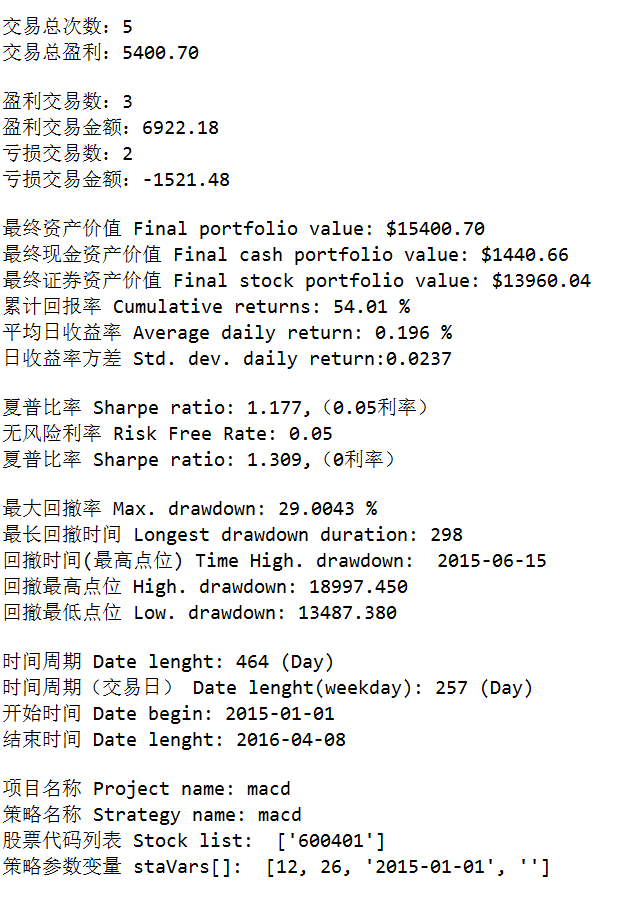 交易总次数：5
交易总盈利：5400.70
盈利交易数：3
盈利交易金额：6922.18
亏损交易数：2
亏损交易金额：-1521.48
最终资产价值 Final portfolio value: $15400.70
最终现金资产价值 Final cash portfolio value: $1440.66
最终证券资产价值 Final stock portfolio value: $13960.04
累计回报率 Cumulative returns: 54.01 %
平均日收益率 Average daily return: 0.196 %
日收益率方差 Std. dev. daily return:0.0237
夏普比率 Sharpe ratio: 1.177,（0.05利率）
无风险利率 Risk Free Rate: 0.05
夏普比率 Sharpe ratio: 1.309,（0利率）
最大回撤率 Max. drawdown: 29.0043 %
最长回撤时间 Longest drawdown duration: 298
回撤时间(最高点位) Time High. drawdown:  2015-06-15
回撤最高点位 High. drawdown: 18997.450
回撤最低点位 Low. drawdown: 13487.380
时间周期 Date lenght: 464 (Day)
时间周期（交易日） Date lenght(weekday): 257 (Day)
开始时间 Date begin: 2015-01-01
结束时间 Date lenght: 2016-04-08
项目名称 Project name: macd
策略名称 Strategy name: macd
股票代码列表 Stock list:  ['600401']
策略参数变量 staVars[]:  [12, 26, '2015-01-01', '']